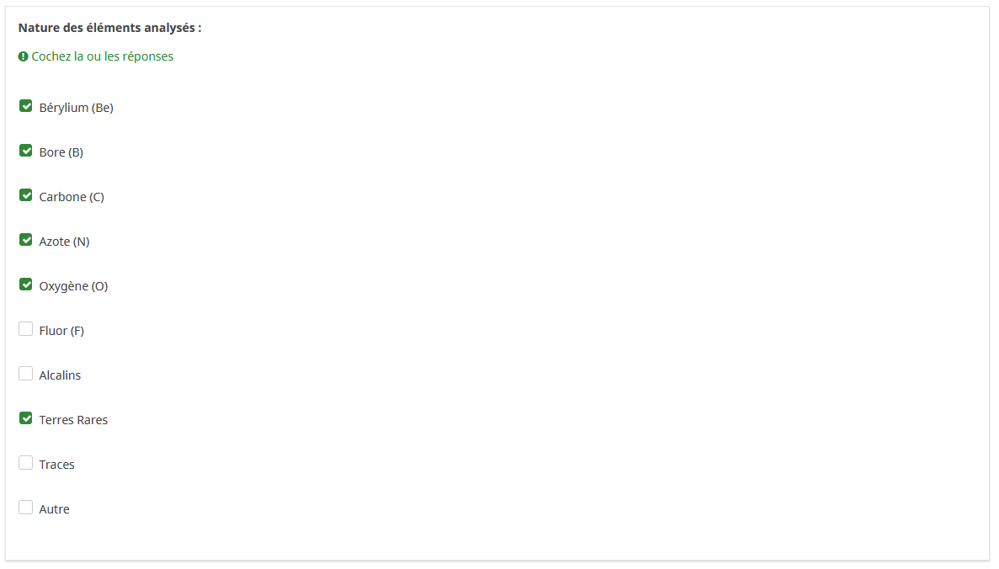 Nature des éléments analysés :
Cochez la ou les réponses
Bérylium (Be)
Bore (B)
Carbone (C)
Azote (N)
Oxygène (O)
Fluor (F)
Alcalins
Terres Rares
Traces
Autre